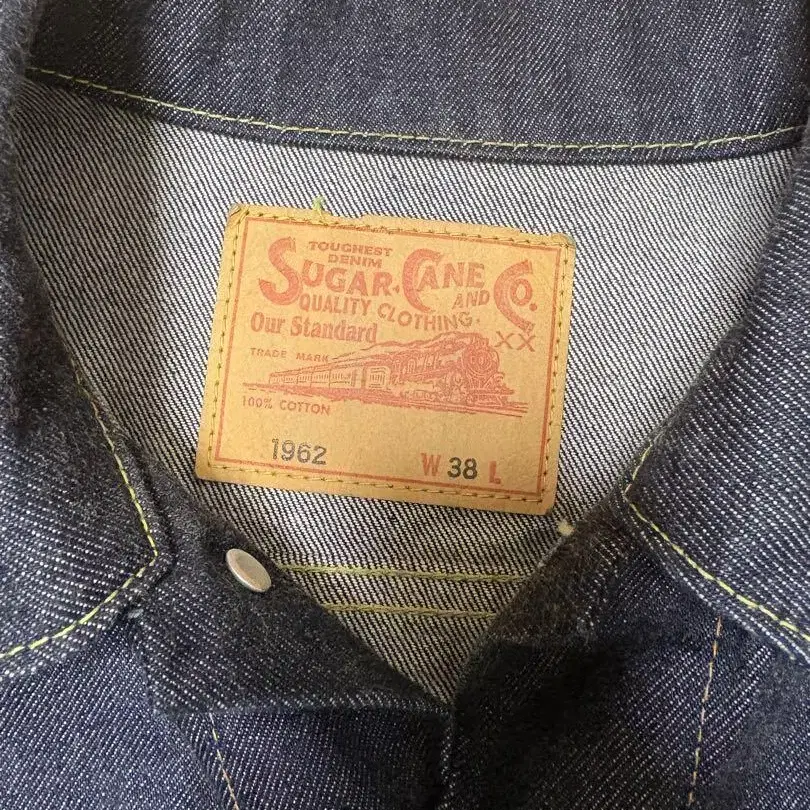 TOUGHEST
DENIM
SUGAR·CANE AND CO.
QUALITY CLOTHING·
Our Standard
XX
TRADE MARK
100% COTTON
1962 W 38 L